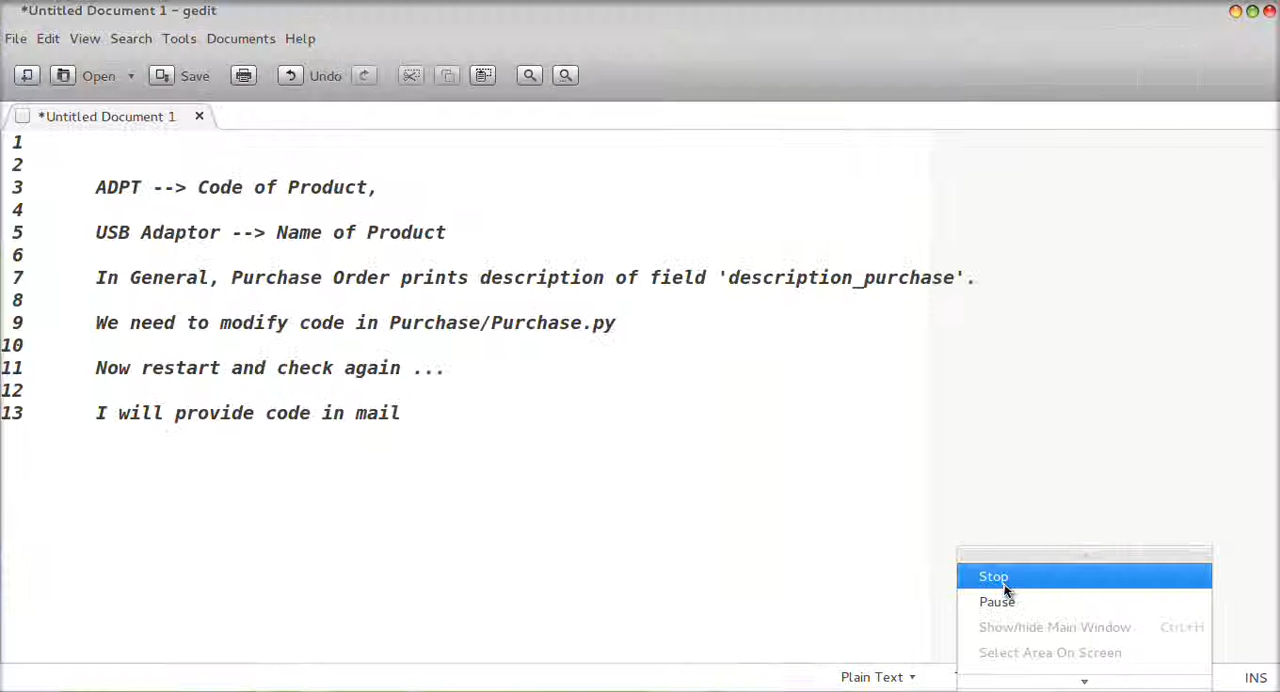 *Untitled Document 1 - gedit
File Edit View Search Tools Documents Help
Open Save Undo
*Untitled Document 1 ×
1
2
3 ADPT --> Code of Product,
4
5 USB Adaptor --> Name of Product
6
7 In General, Purchase Order prints description of field 'description_purchase'.
8
9 We need to modify code in Purchase/Purchase.py
10
11 Now restart and check again ...
12
13 I will provide code in mail
Stop
Pause
Show/hide Main Window Ctrl+H
Select Area On Screen
Plain Text INS